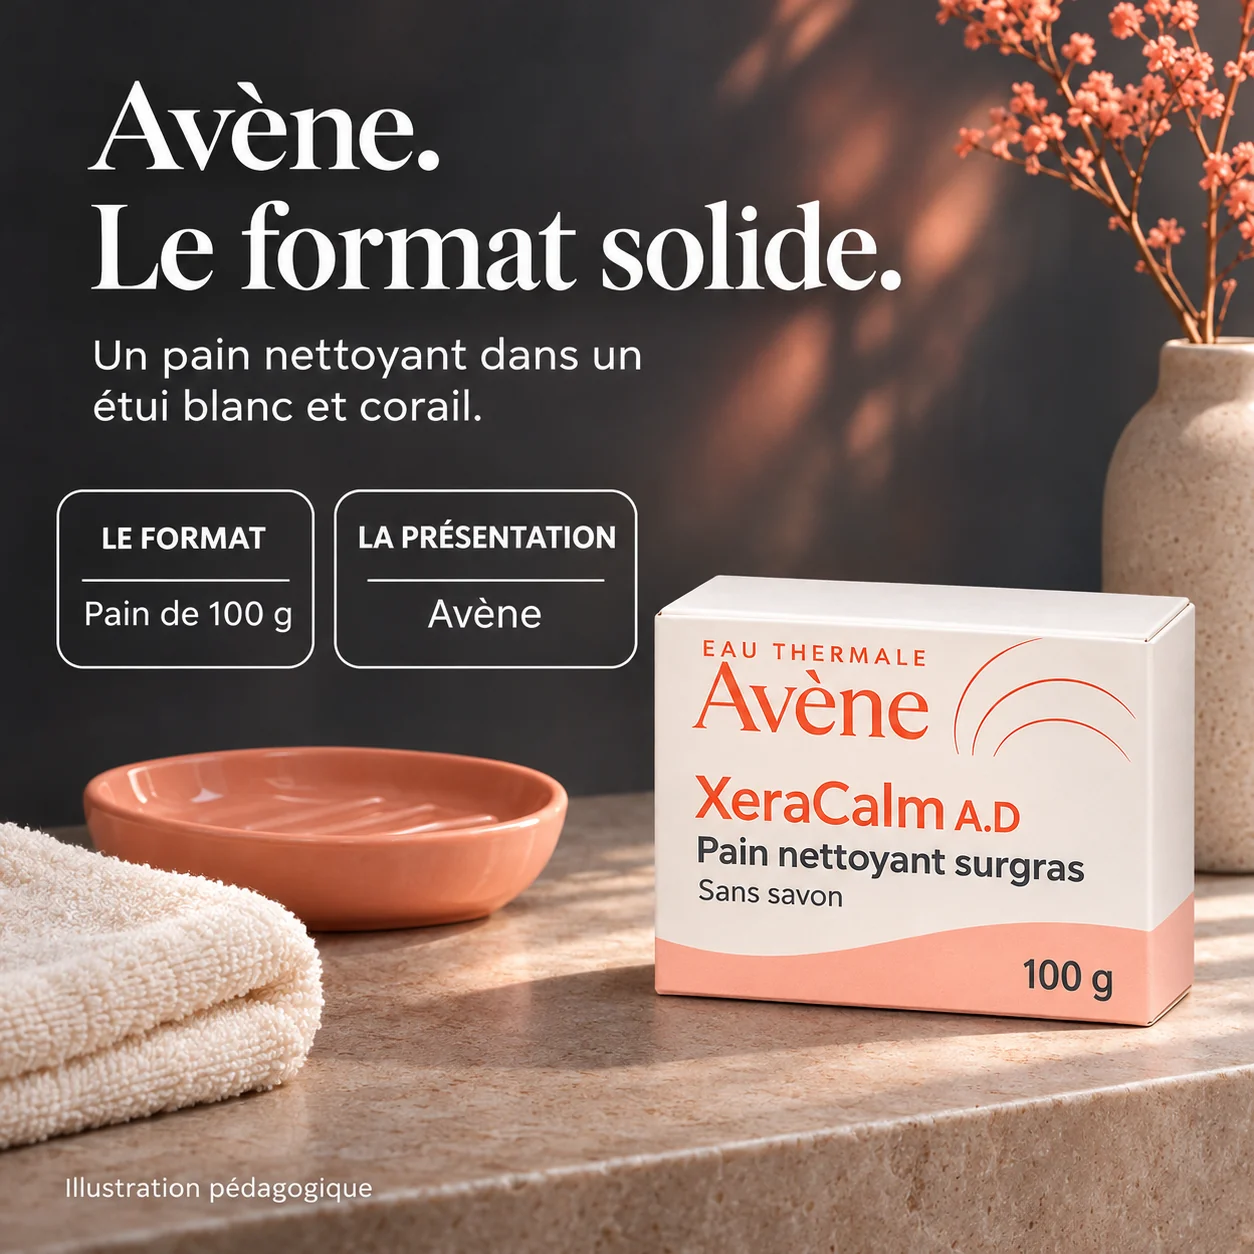 Avène.
Le format solide.
Un pain nettoyant dans un
étui blanc et corail.
LE FORMAT
Pain de 100 g
LA PRÉSENTATION
Avène
EAU THERMALE
Avène
XeraCalm A.D
Pain nettoyant surgras
Sans savon
100 g
Illustration pédagogique